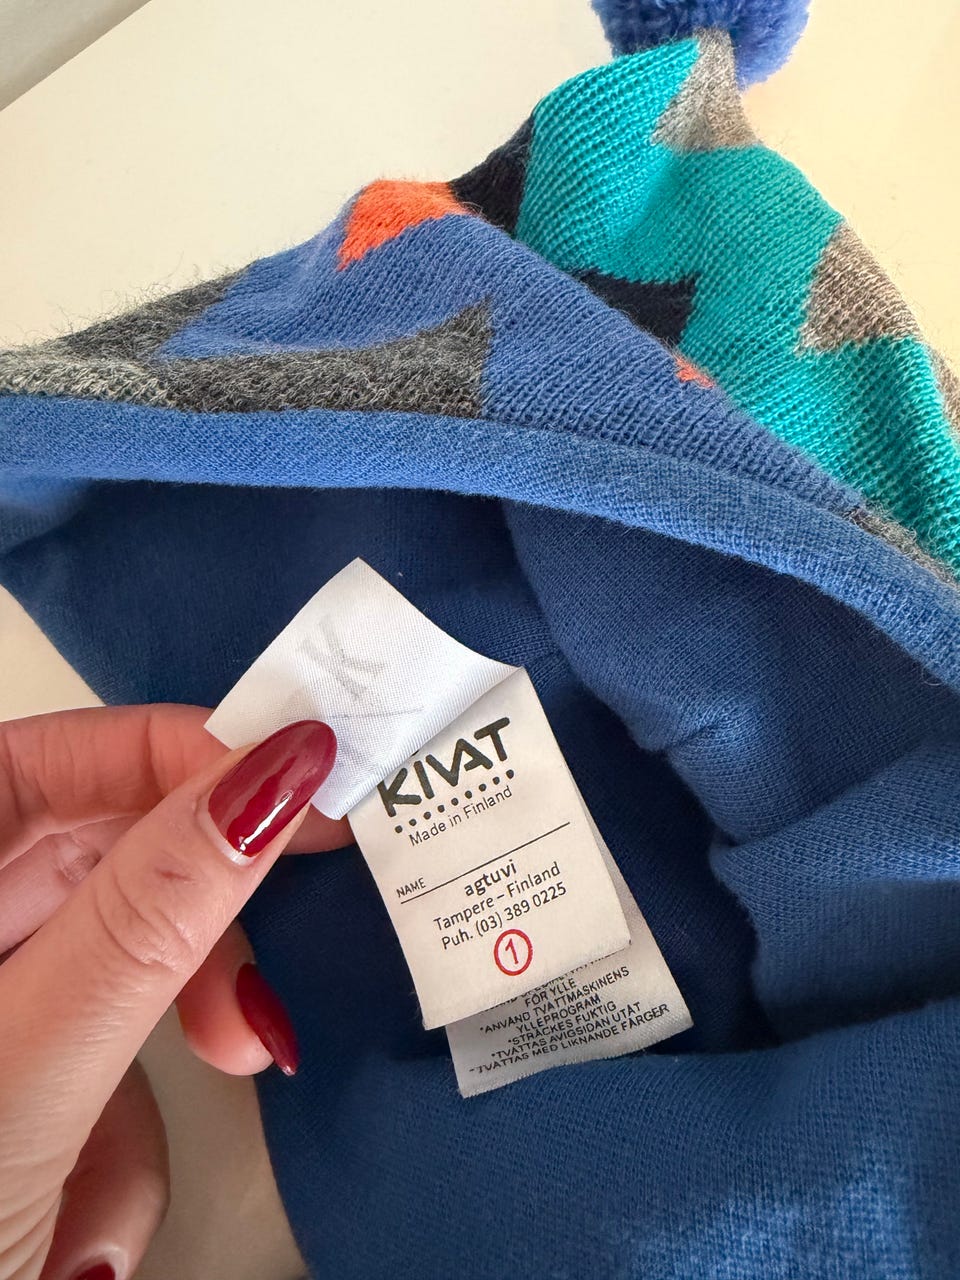 K
KIVAT
Made in Finland
NAME
agtuvi
Tampere – Finland
Puh. (03) 389 0225
1
FÖR YLLE
*ANVÄND TVÄTTMASKINENS
YLLEPROGRAM
*STRÄCKES FUKTIG
*TVÄTTAS AVIGSIDAN UTÅT
*TVÄTTAS MED LIKNANDE FÄRGER